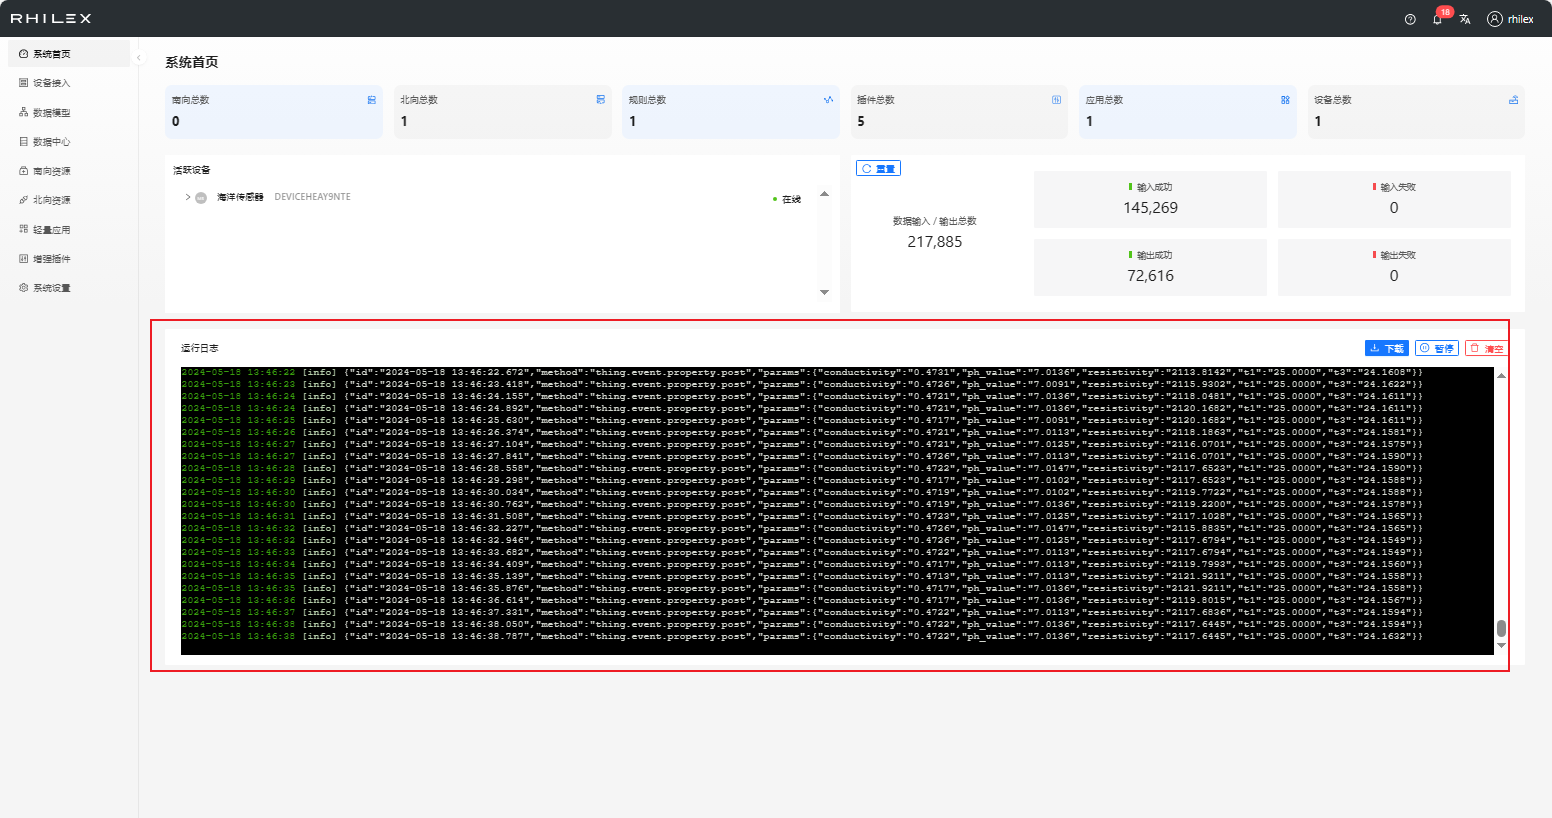 RHILEX
18
rhilex
系统首页
设备接入
数据模型
数据中心
南向资源
北向资源
轻量应用
增强插件
系统设置
系统首页
南向总数
0
北向总数
1
规则总数
1
插件总数
5
应用总数
1
设备总数
1
活跃设备
海洋传感器 DEVICEHEAY9NTE
在线
重置
数据输入 / 输出总数
217,885
输入成功
145,269
输入失败
0
输出成功
72,616
输出失败
0
运行日志
下载
暂停
清空
2024-05-18 13:46:22 [info] {"id":"2024-05-18 13:46:22.672","method":"thing.event.property.post","params":{"conductivity":"0.4731","ph_value":"7.0136","resistivity":"2113.8142","t1":"25.0000","t3":"24.1608"}}
2024-05-18 13:46:23 [info] {"id":"2024-05-18 13:46:23.418","method":"thing.event.property.post","params":{"conductivity":"0.4726","ph_value":"7.0091","resistivity":"2115.9302","t1":"25.0000","t3":"24.1622"}}
2024-05-18 13:46:24 [info] {"id":"2024-05-18 13:46:24.155","method":"thing.event.property.post","params":{"conductivity":"0.4721","ph_value":"7.0136","resistivity":"2118.0481","t1":"25.0000","t3":"24.1611"}}
2024-05-18 13:46:24 [info] {"id":"2024-05-18 13:46:24.892","method":"thing.event.property.post","params":{"conductivity":"0.4721","ph_value":"7.0136","resistivity":"2120.1682","t1":"25.0000","t3":"24.1611"}}
2024-05-18 13:46:25 [info] {"id":"2024-05-18 13:46:25.630","method":"thing.event.property.post","params":{"conductivity":"0.4717","ph_value":"7.0091","resistivity":"2120.1682","t1":"25.0000","t3":"24.1611"}}
2024-05-18 13:46:26 [info] {"id":"2024-05-18 13:46:26.374","method":"thing.event.property.post","params":{"conductivity":"0.4721","ph_value":"7.0113","resistivity":"2118.1863","t1":"25.0000","t3":"24.1581"}}
2024-05-18 13:46:27 [info] {"id":"2024-05-18 13:46:27.104","method":"thing.event.property.post","params":{"conductivity":"0.4721","ph_value":"7.0125","resistivity":"2116.0701","t1":"25.0000","t3":"24.1575"}}
2024-05-18 13:46:27 [info] {"id":"2024-05-18 13:46:27.841","method":"thing.event.property.post","params":{"conductivity":"0.4726","ph_value":"7.0113","resistivity":"2116.0701","t1":"25.0000","t3":"24.1590"}}
2024-05-18 13:46:28 [info] {"id":"2024-05-18 13:46:28.558","method":"thing.event.property.post","params":{"conductivity":"0.4722","ph_value":"7.0147","resistivity":"2117.6523","t1":"25.0000","t3":"24.1590"}}
2024-05-18 13:46:29 [info] {"id":"2024-05-18 13:46:29.298","method":"thing.event.property.post","params":{"conductivity":"0.4717","ph_value":"7.0102","resistivity":"2117.6523","t1":"25.0000","t3":"24.1588"}}
2024-05-18 13:46:30 [info] {"id":"2024-05-18 13:46:30.034","method":"thing.event.property.post","params":{"conductivity":"0.4719","ph_value":"7.0102","resistivity":"2119.7722","t1":"25.0000","t3":"24.1588"}}
2024-05-18 13:46:30 [info] {"id":"2024-05-18 13:46:30.762","method":"thing.event.property.post","params":{"conductivity":"0.4719","ph_value":"7.0136","resistivity":"2119.2200","t1":"25.0000","t3":"24.1578"}}
2024-05-18 13:46:31 [info] {"id":"2024-05-18 13:46:31.508","method":"thing.event.property.post","params":{"conductivity":"0.4723","ph_value":"7.0125","resistivity":"2117.1028","t1":"25.0000","t3":"24.1565"}}
2024-05-18 13:46:32 [info] {"id":"2024-05-18 13:46:32.227","method":"thing.event.property.post","params":{"conductivity":"0.4726","ph_value":"7.0147","resistivity":"2115.8835","t1":"25.0000","t3":"24.1565"}}
2024-05-18 13:46:32 [info] {"id":"2024-05-18 13:46:32.946","method":"thing.event.property.post","params":{"conductivity":"0.4726","ph_value":"7.0125","resistivity":"2117.6794","t1":"25.0000","t3":"24.1549"}}
2024-05-18 13:46:33 [info] {"id":"2024-05-18 13:46:33.682","method":"thing.event.property.post","params":{"conductivity":"0.4722","ph_value":"7.0113","resistivity":"2117.6794","t1":"25.0000","t3":"24.1549"}}
2024-05-18 13:46:34 [info] {"id":"2024-05-18 13:46:34.409","method":"thing.event.property.post","params":{"conductivity":"0.4717","ph_value":"7.0113","resistivity":"2119.7993","t1":"25.0000","t3":"24.1560"}}
2024-05-18 13:46:35 [info] {"id":"2024-05-18 13:46:35.139","method":"thing.event.property.post","params":{"conductivity":"0.4713","ph_value":"7.0113","resistivity":"2121.9211","t1":"25.0000","t3":"24.1558"}}
2024-05-18 13:46:35 [info] {"id":"2024-05-18 13:46:35.876","method":"thing.event.property.post","params":{"conductivity":"0.4717","ph_value":"7.0136","resistivity":"2121.9211","t1":"25.0000","t3":"24.1558"}}
2024-05-18 13:46:36 [info] {"id":"2024-05-18 13:46:36.614","method":"thing.event.property.post","params":{"conductivity":"0.4717","ph_value":"7.0136","resistivity":"2119.8015","t1":"25.0000","t3":"24.1567"}}
2024-05-18 13:46:37 [info] {"id":"2024-05-18 13:46:37.331","method":"thing.event.property.post","params":{"conductivity":"0.4722","ph_value":"7.0113","resistivity":"2117.6836","t1":"25.0000","t3":"24.1594"}}
2024-05-18 13:46:38 [info] {"id":"2024-05-18 13:46:38.050","method":"thing.event.property.post","params":{"conductivity":"0.4722","ph_value":"7.0136","resistivity":"2117.6445","t1":"25.0000","t3":"24.1594"}}
2024-05-18 13:46:38 [info] {"id":"2024-05-18 13:46:38.787","method":"thing.event.property.post","params":{"conductivity":"0.4722","ph_value":"7.0136","resistivity":"2117.6445","t1":"25.0000","t3":"24.1632"}}